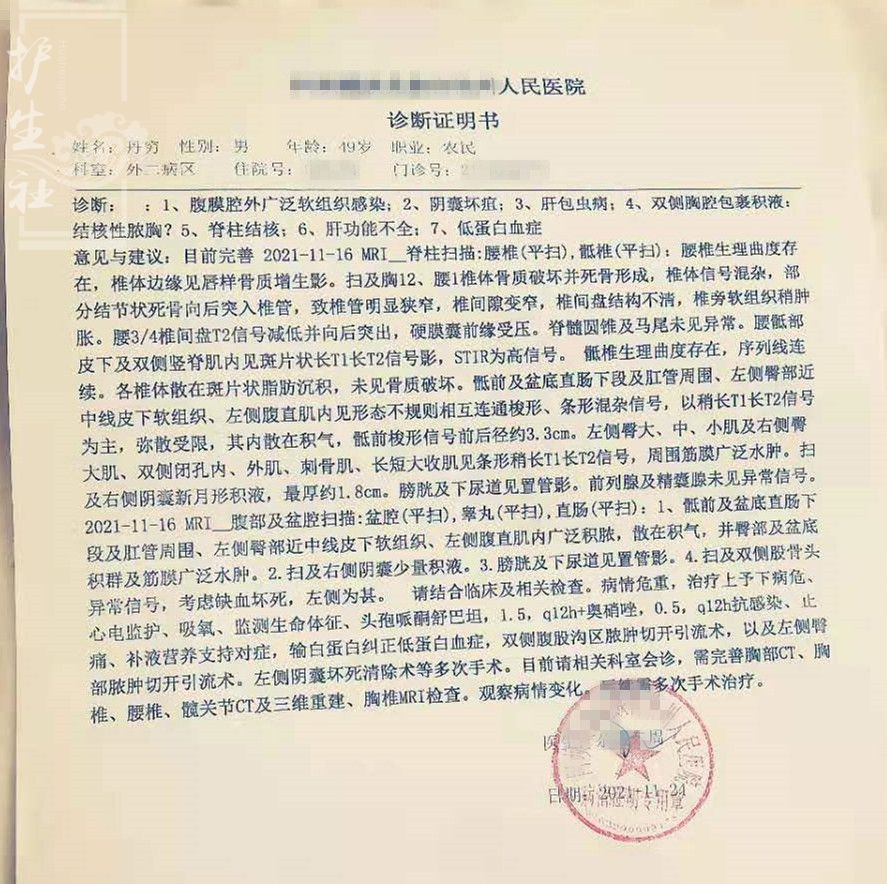 护生社
人民医院
诊断证明书
姓名：丹穷 性别：男 年龄：49岁 职业：农民
科室：外二病区 住院号： 门诊号：2
诊断： ：1、腹膜腔外广泛软组织感染；2、阴囊坏疽；3、肝包虫病；4、双侧胸腔包裹积液：
结核性脓胸？5、脊柱结核；6、肝功能不全；7、低蛋白血症
意见与建议：目前完善 2021-11-16 MRI__脊柱扫描:腰椎(平扫),骶椎(平扫)：腰椎生理曲度存
在，椎体边缘见唇样骨质增生影。扫及胸12、腰1椎体骨质破坏并死骨形成，椎体信号混杂，部
分结节状死骨向后突入椎管，致椎管明显狭窄，椎间隙变窄，椎间盘结构不消，椎旁软组织稍肿
胀。腰3/4椎间盘T2信号减低并向后突出，硬膜囊前缘受压。脊髓圆锥及马尾未见异常。腰骶部
皮下及双侧竖脊肌内见斑片状长T1长T2信号影，STIR为高信号。 骶椎生理曲度存在，序列线连
续。各椎体散在斑片状脂肪沉积，未见骨质破坏。骶前及盆底直肠下段及肛管周围、左侧臀部近
中线皮下软组织、左侧腹直肌内见形态不规则相互连通梭形、条形混杂信号，以稍长T1长T2信号
为主，弥散受限，其内散在积气，骶前梭形信号前后径约3.3cm。左侧臀大、中、小肌及右侧臀
大肌、双侧闭孔内、外肌、刺骨肌、长短大收肌见条形稍长T1长T2信号，周围筋膜广泛水肿。扫
及右侧阴囊新月形积液，最厚约1.8cm。膀胱及下尿道见置管影。前列腺及精囊腺未见异常信号。
2021-11-16 MRI__腹部及盆腔扫描:盆腔(平扫),睾丸(平扫),直肠(平扫)：1、骶前及盆底直肠下
段及肛管周围、左侧臀部近中线皮下软组织、左侧腹直肌内广泛积脓，散在积气，并臀部及盆底
积群及筋膜广泛水肿。2.扫及右侧阴囊少量积液。3.膀胱及下尿道见置管影。4.扫及双侧股骨头
异常信号，考虑缺血坏死，左侧为甚。 请结合临床及相关检查。病情危重，治疗上予下病危、
心电监护、吸氧、监测生命体征、头孢哌酮舒巴坦，1.5，q12h+奥硝唑，0.5，q12h抗感染、止
痛、补液营养支持对症，输白蛋白纠正低蛋白血症，双侧腹股沟区脓肿切开引流术，以及左侧臀
部脓肿切开引流术。左侧阴囊坏死清除术等多次手术。目前请相关科室会诊，需完善胸部CT、胸
椎、腰椎、髋关节CT及三维重建、胸椎MRI检查。观察病情变化。需多次手术治疗。
人民医院
日期：2021-11-24
专用章